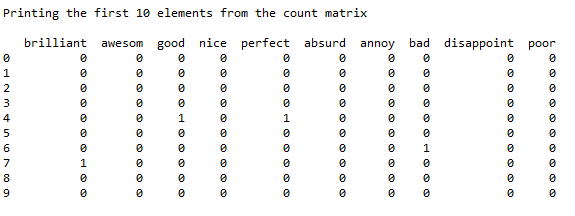 Printing the first 10 elements from the count matrix
brilliant awesom good nice perfect absurd annoy bad disappoint poor
0 0 0 0 0 0 0 0 0 0 0
1 0 0 0 0 0 0 0 0 0 0
2 0 0 0 0 0 0 0 0 0 0
3 0 0 0 0 0 0 0 0 0 0
4 0 0 1 0 1 0 0 0 0 0
5 0 0 0 0 0 0 0 0 0 0
6 0 0 0 0 0 0 0 1 0 0
7 1 0 0 0 0 0 0 0 0 0
8 0 0 0 0 0 0 0 0 0 0
9 0 0 0 0 0 0 0 0 0 0